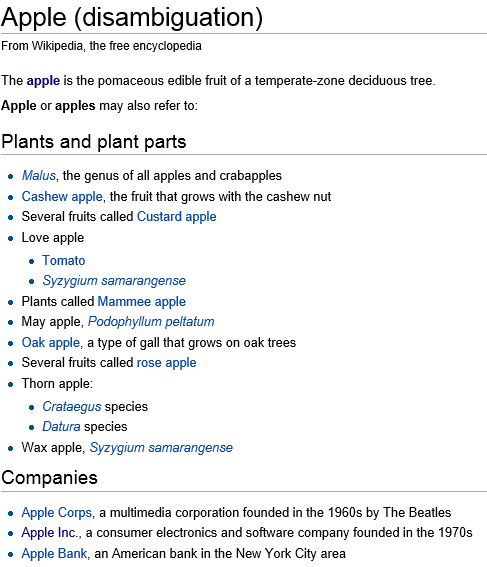 Apple (disambiguation)
From Wikipedia, the free encyclopedia
The apple is the pomaceous edible fruit of a temperate-zone deciduous tree.
Apple or apples may also refer to:
Plants and plant parts
Malus, the genus of all apples and crabapples
Cashew apple, the fruit that grows with the cashew nut
Several fruits called Custard apple
Love apple
Tomato
Syzygium samarangense
Plants called Mammee apple
May apple, Podophyllum peltatum
Oak apple, a type of gall that grows on oak trees
Several fruits called rose apple
Thorn apple:
Crataegus species
Datura species
Wax apple, Syzygium samarangense
Companies
Apple Corps, a multimedia corporation founded in the 1960s by The Beatles
Apple Inc., a consumer electronics and software company founded in the 1970s
Apple Bank, an American bank in the New York City area